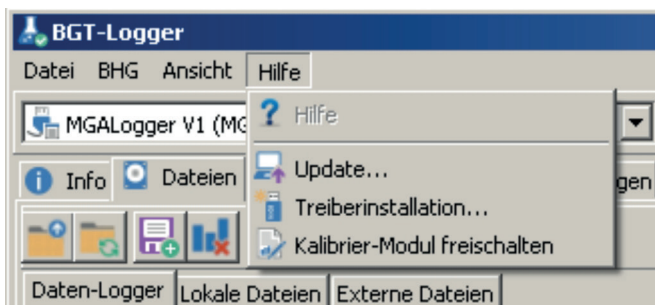 BGT-Logger
Datei BHG Ansicht Hilfe
MGALogger V1 (MG
Hilfe
Update...
Info Dateien gen
Treiberinstallation...
Kalibrier-Modul freischalten
Daten-Logger Lokale Dateien Externe Dateien